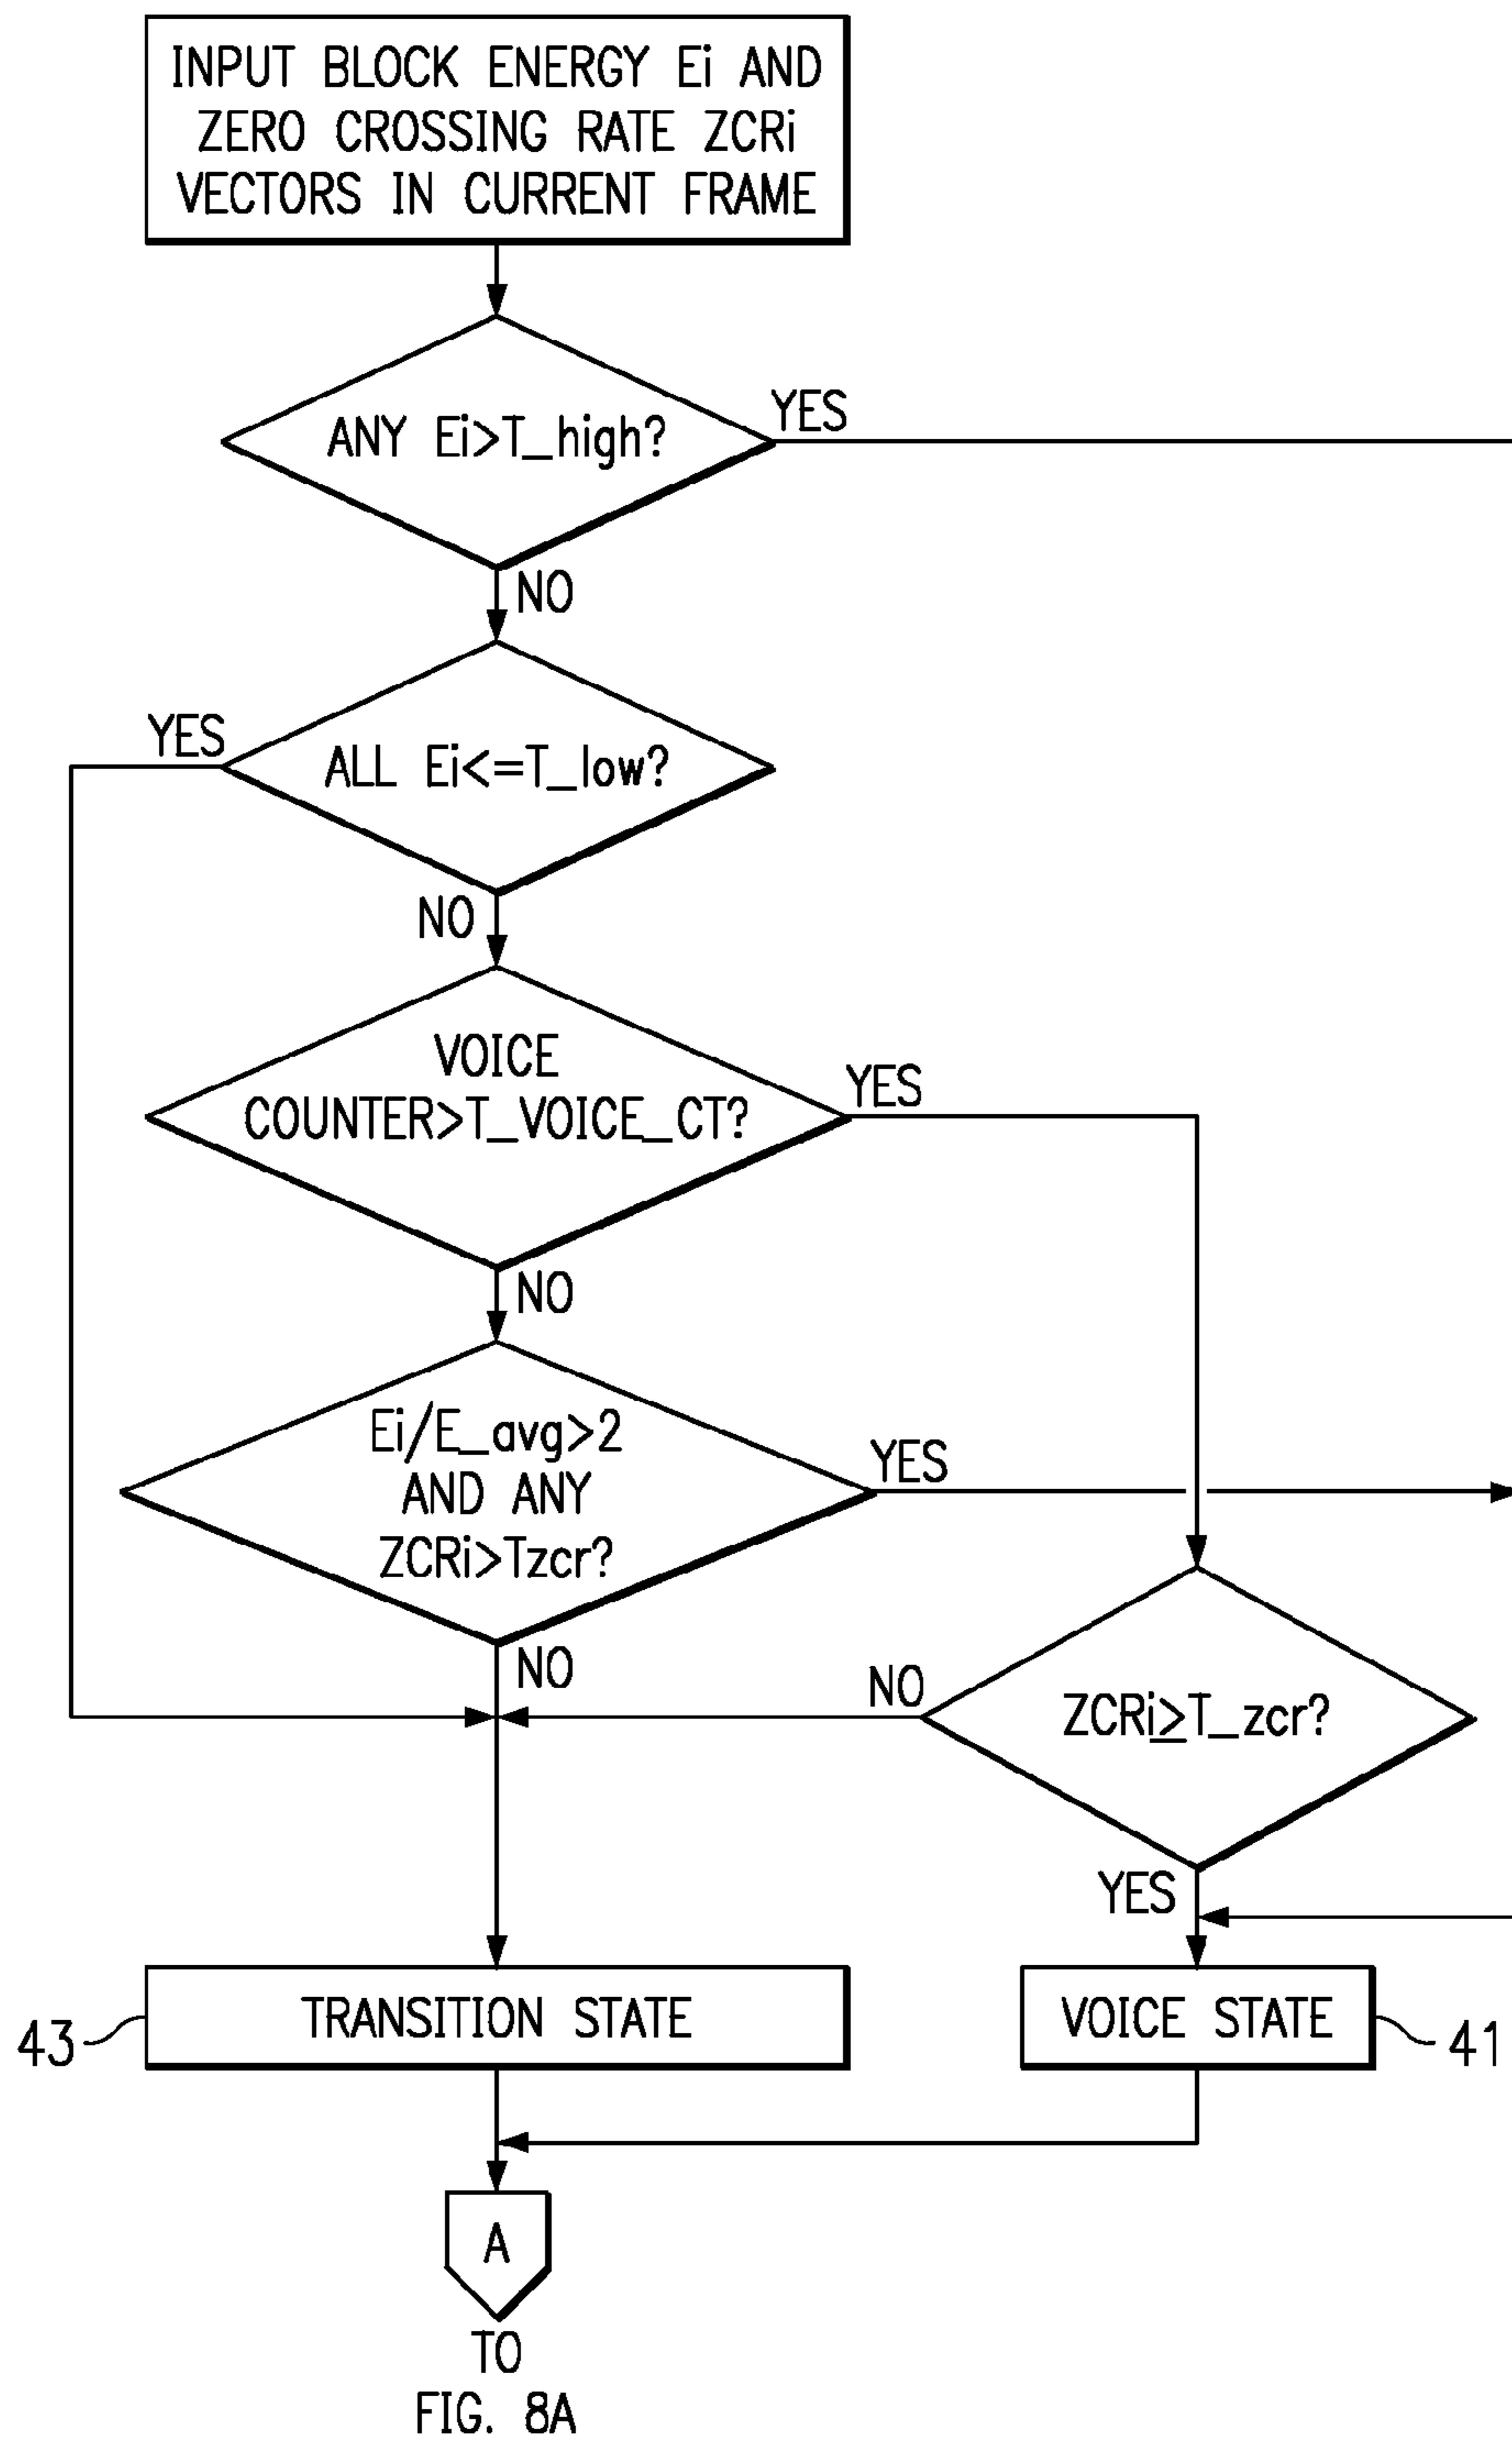 INPUT BLOCK ENERGY Ei AND
ZERO CROSSING RATE ZCRi
VECTORS IN CURRENT FRAME
ANY Ei>T_high?
YES
NO
ALL Ei<=T_low?
YES
NO
VOICE
COUNTER>T_VOICE_CT?
YES
NO
Ei/E_avg>2
AND ANY
ZCRi>Tzcr?
YES
NO
ZCRi≥T_zcr?
NO
YES
TRANSITION STATE
43
VOICE STATE
41
A
TO
FIG. 8A